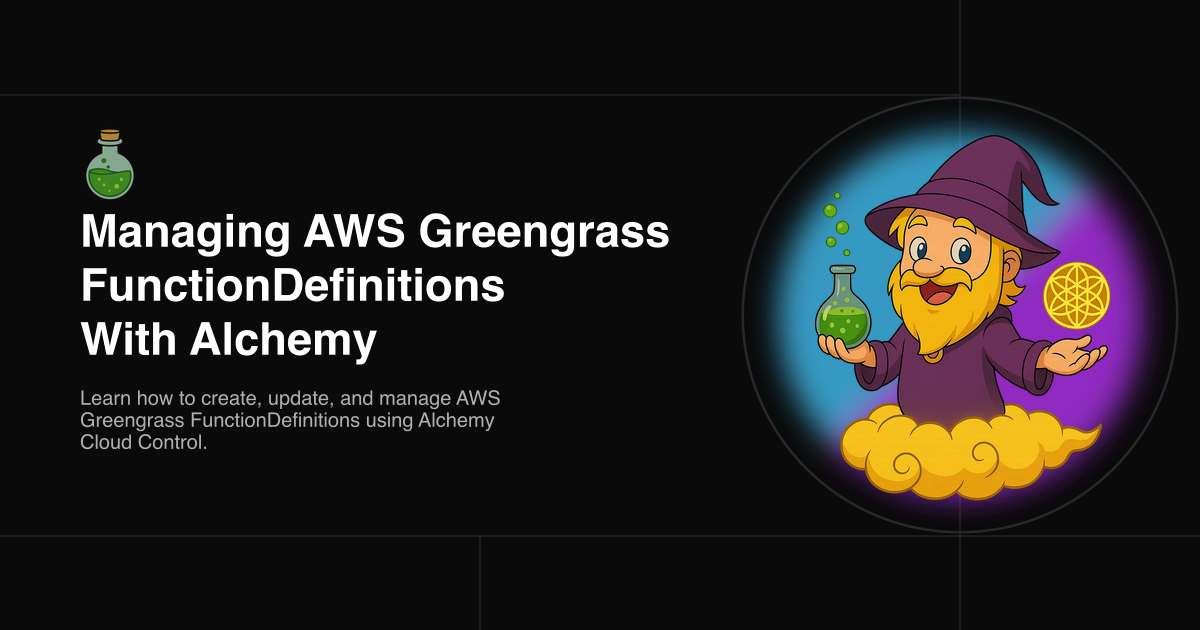 Managing AWS Greengrass
FunctionDefinitions
With Alchemy
Learn how to create, update, and manage AWS
Greengrass FunctionDefinitions using Alchemy
Cloud Control.